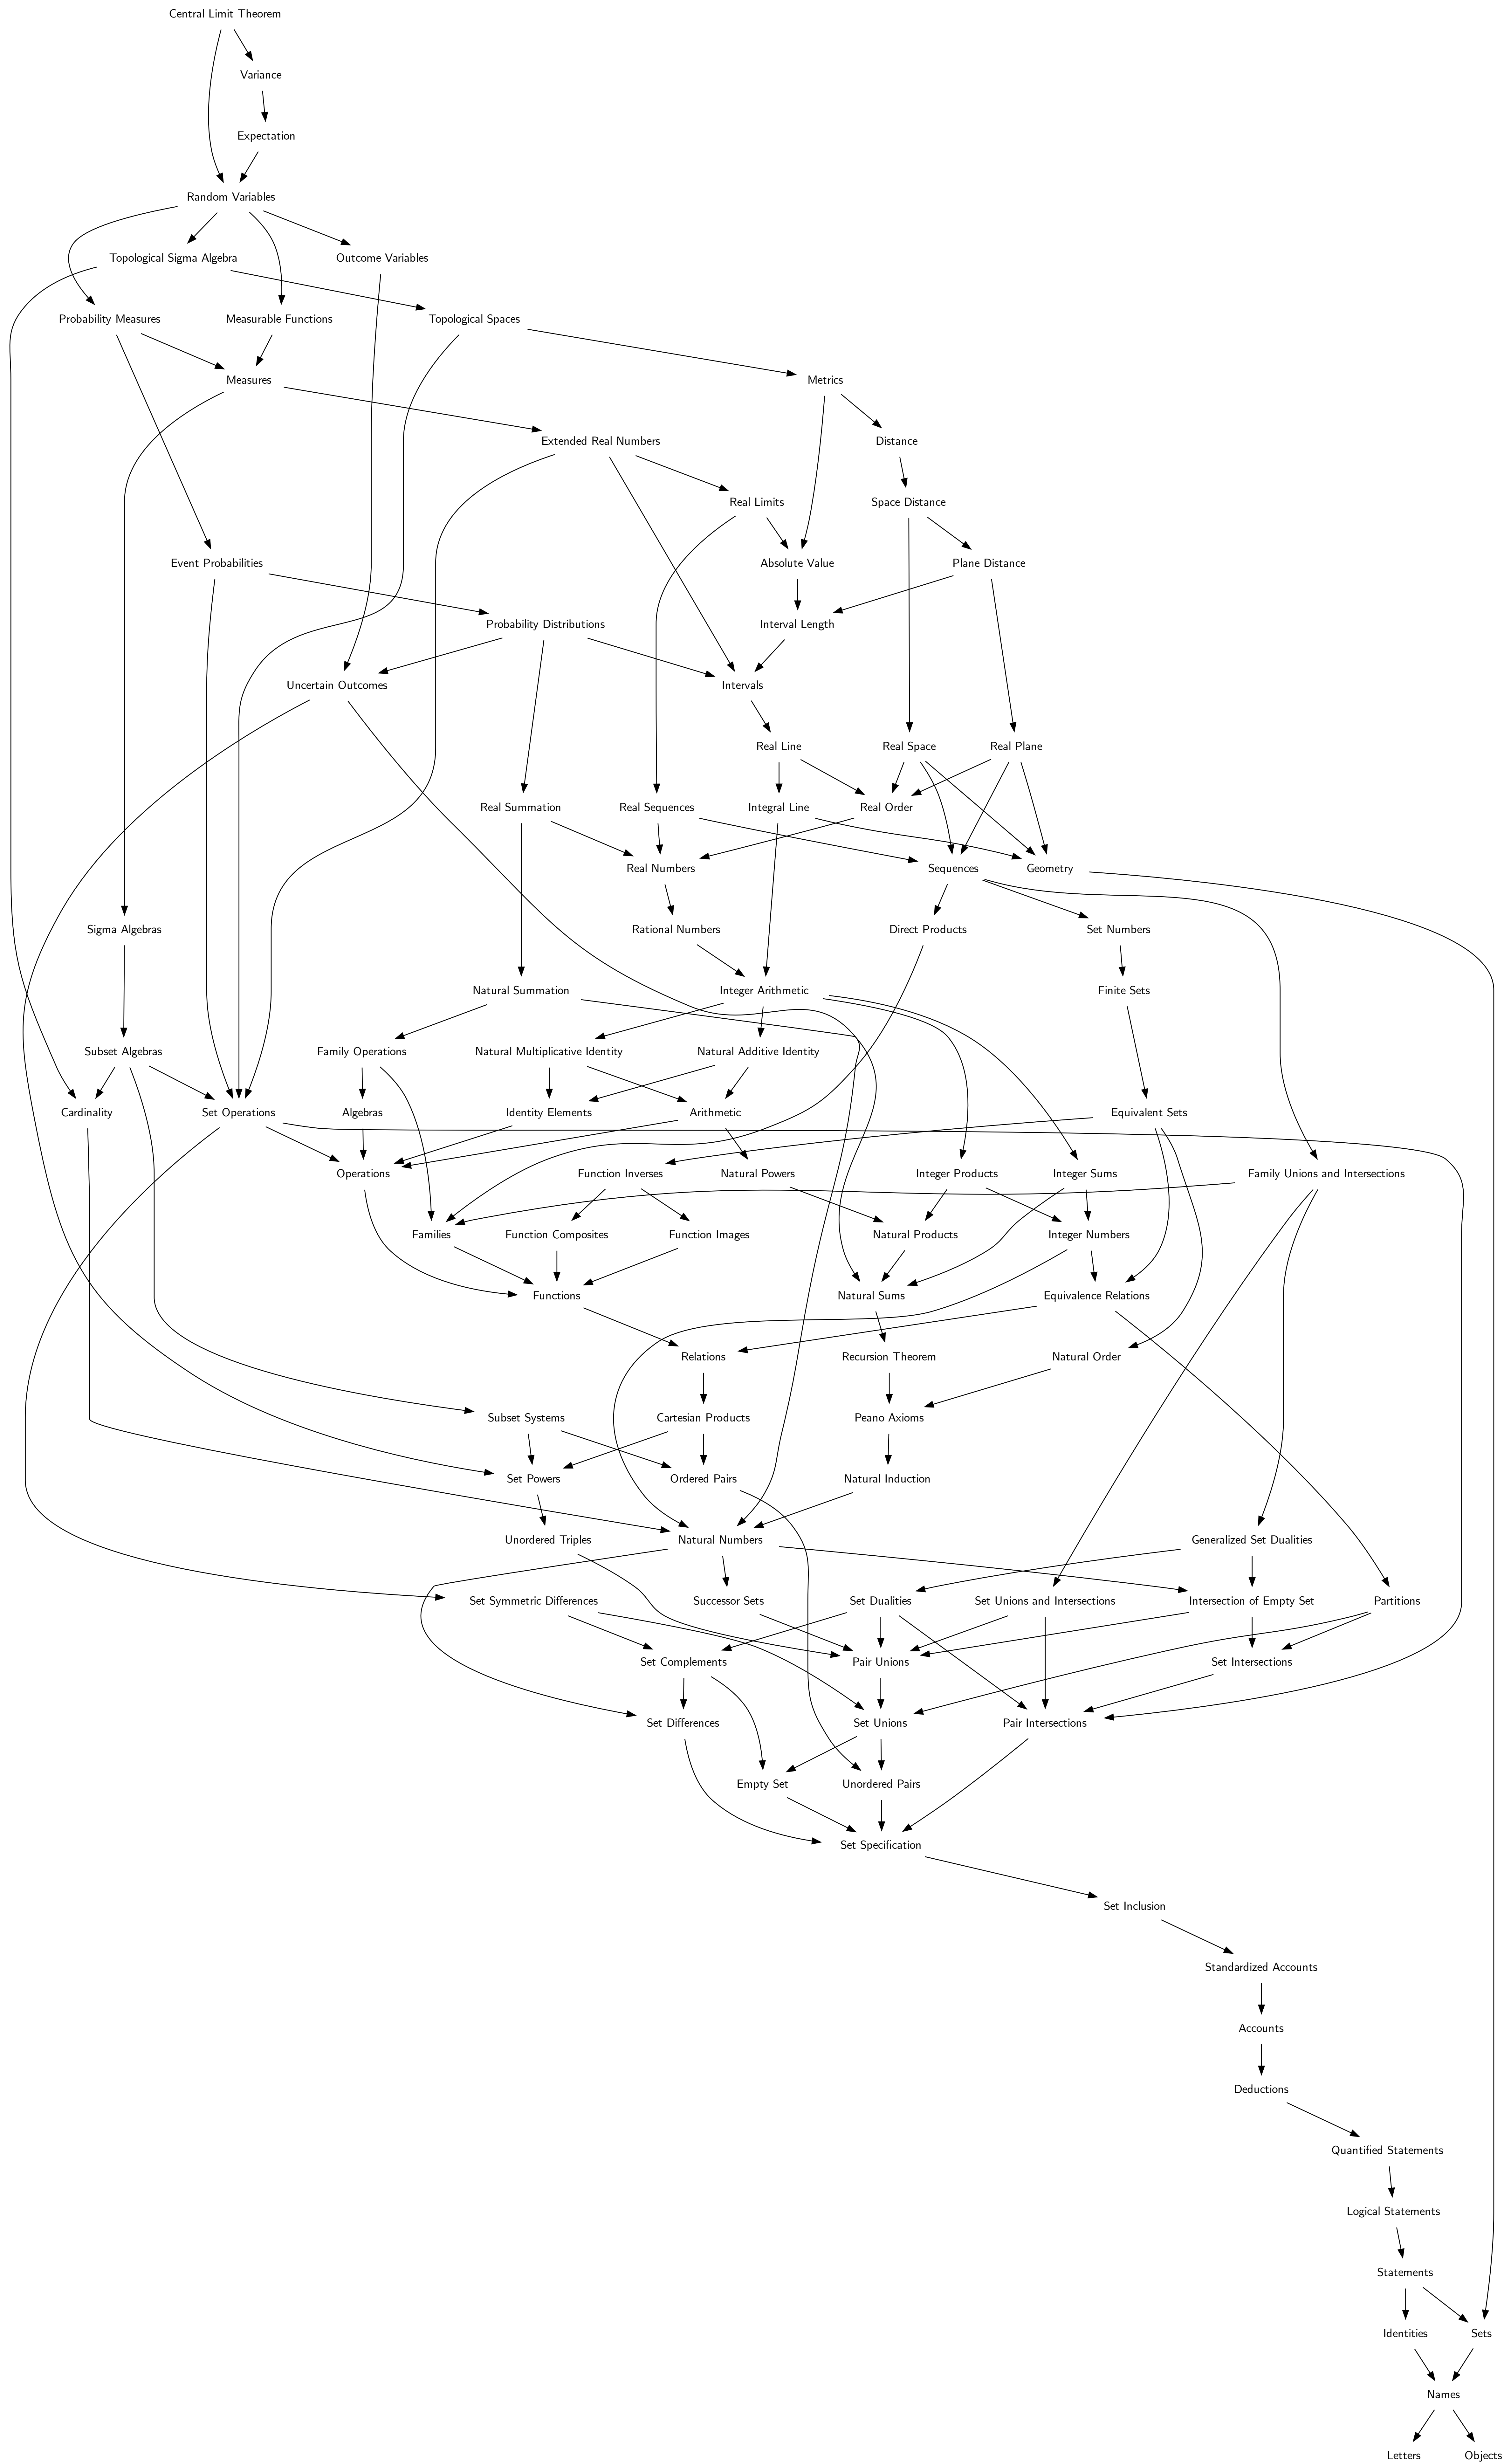 Central Limit Theorem
Variance
Expectation
Random Variables
Topological Sigma Algebra
Outcome Variables
Probability Measures
Measurable Functions
Topological Spaces
Measures
Metrics
Extended Real Numbers
Distance
Real Limits
Space Distance
Event Probabilities
Absolute Value
Plane Distance
Probability Distributions
Interval Length
Uncertain Outcomes
Intervals
Real Line
Real Space
Real Plane
Real Summation
Real Sequences
Integral Line
Real Order
Real Numbers
Sequences
Geometry
Sigma Algebras
Rational Numbers
Direct Products
Set Numbers
Natural Summation
Integer Arithmetic
Finite Sets
Subset Algebras
Family Operations
Natural Multiplicative Identity
Natural Additive Identity
Cardinality
Set Operations
Algebras
Identity Elements
Arithmetic
Equivalent Sets
Operations
Function Inverses
Natural Powers
Integer Products
Integer Sums
Family Unions and Intersections
Families
Function Composites
Function Images
Natural Products
Integer Numbers
Functions
Natural Sums
Equivalence Relations
Relations
Recursion Theorem
Natural Order
Subset Systems
Cartesian Products
Peano Axioms
Set Powers
Ordered Pairs
Natural Induction
Unordered Triples
Natural Numbers
Generalized Set Dualities
Set Symmetric Differences
Successor Sets
Set Dualities
Set Unions and Intersections
Intersection of Empty Set
Partitions
Set Complements
Pair Unions
Set Intersections
Set Differences
Set Unions
Pair Intersections
Empty Set
Unordered Pairs
Set Specification
Set Inclusion
Standardized Accounts
Accounts
Deductions
Quantified Statements
Logical Statements
Statements
Identities
Sets
Names
Letters
Objects